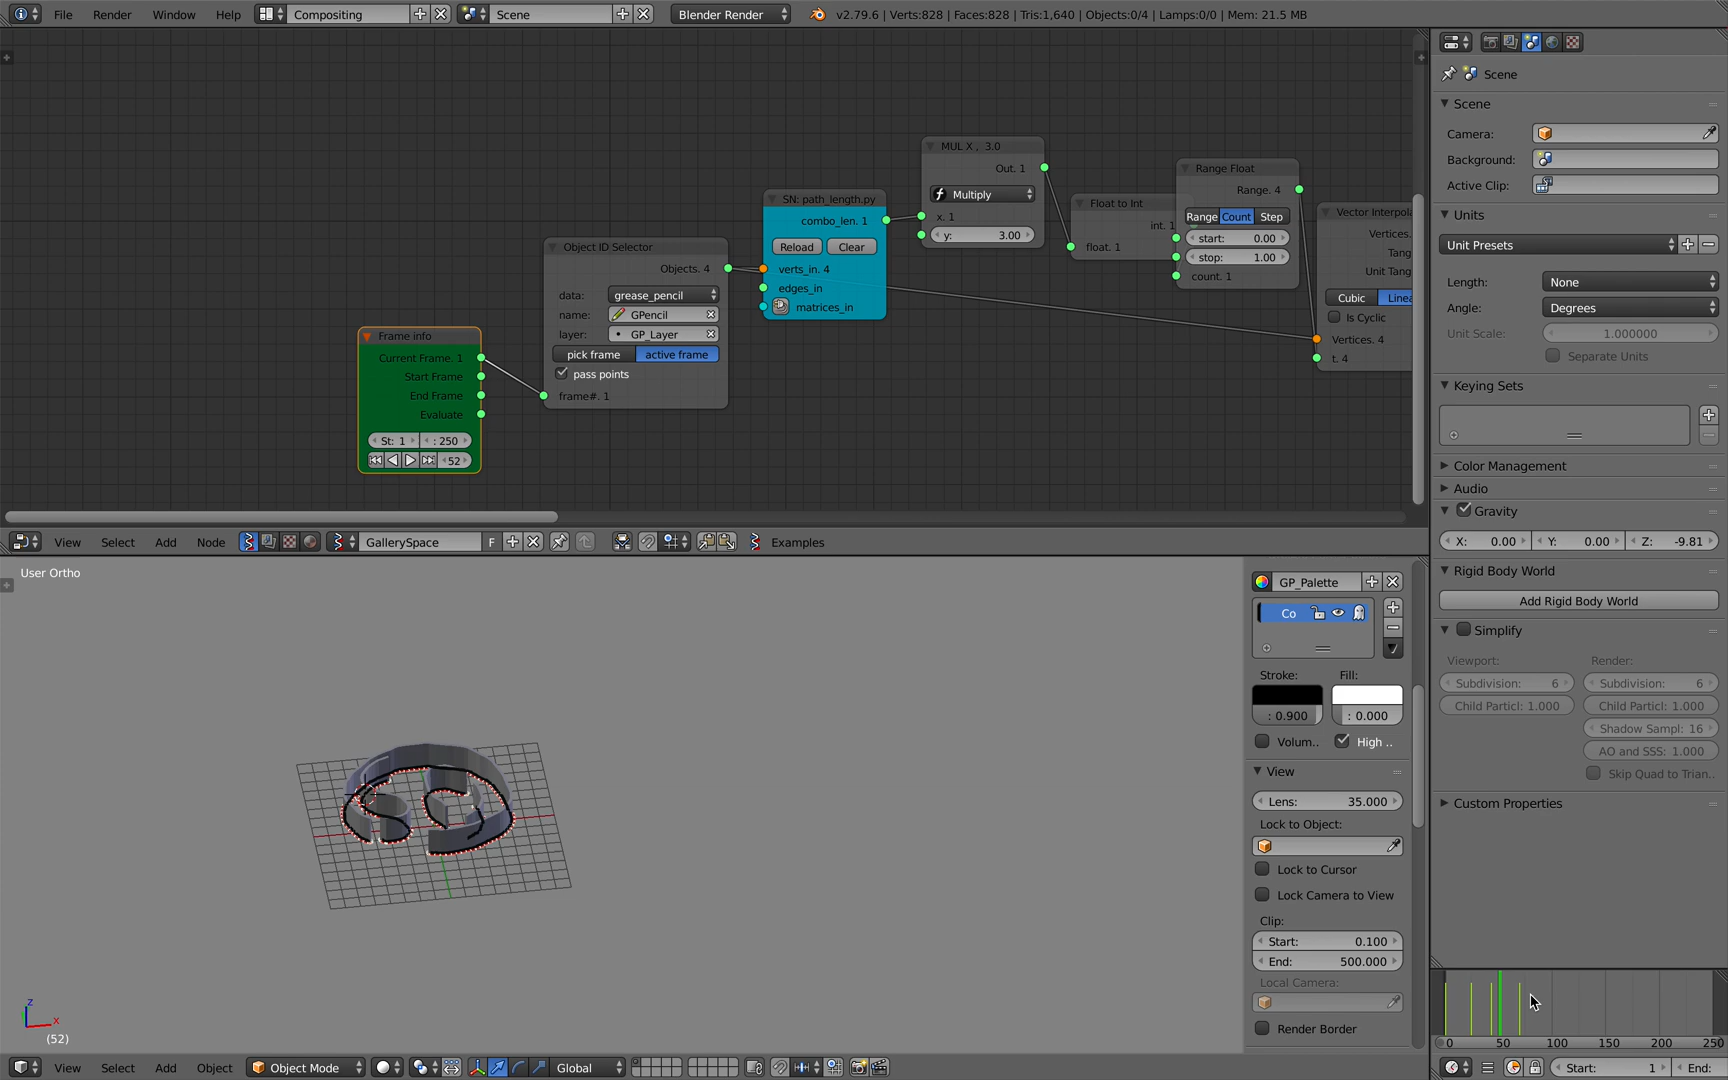 File Render Window Help Compositing Scene Blender Render v2.79.6 | Verts:828 | Faces:828 | Tris:1,640 | Objects:0/4 | Lamps:0/0 | Mem: 21.5 MB
Frame info
Current Frame. 1
Start Frame
End Frame
Evaluate
St: 1 : 250
52
Object ID Selector
Objects. 4
data: grease_pencil
name: GPencil
layer: GP_Layer
pick frame active frame
pass points
frame#. 1
SN: path_length.py
combo_len. 1
Reload Clear
verts_in. 4
edges_in
matrices_in
MUL X , 3.0
Out. 1
Multiply
x. 1
y: 3.00
Float to Int
int. 1
float. 1
Range Float
Range. 4
Range Count Step
start: 0.00
stop: 1.00
count. 1
Vector Interpola
Vertices.
Tang
Unit Tang
Cubic Linea
Is Cyclic
Vertices. 4
t. 4
View Select Add Node GallerySpace F Examples
User Ortho
z
x
(52)
GP_Palette
Co
Stroke: Fill:
: 0.900 : 0.000
Volum.. High ..
View
Lens: 35.000
Lock to Object:
Lock to Cursor
Lock Camera to View
Clip:
Start: 0.100
End: 500.000
Local Camera:
Render Border
View Select Add Object Object Mode Global
Scene
Scene
Camera:
Background:
Active Clip:
Units
Unit Presets
Length: None
Angle: Degrees
Unit Scale: 1.000000
Separate Units
Keying Sets
Color Management
Audio
Gravity
X: 0.00 Y: 0.00 Z: -9.81
Rigid Body World
Add Rigid Body World
Simplify
Viewport: Render:
Subdivision: 6 Subdivision: 6
Child Particl: 1.000 Child Particl: 1.000
Shadow Sampl: 16
AO and SSS: 1.000
Skip Quad to Trian..
Custom Properties
0 50 100 150 200 250
Start: 1 End: